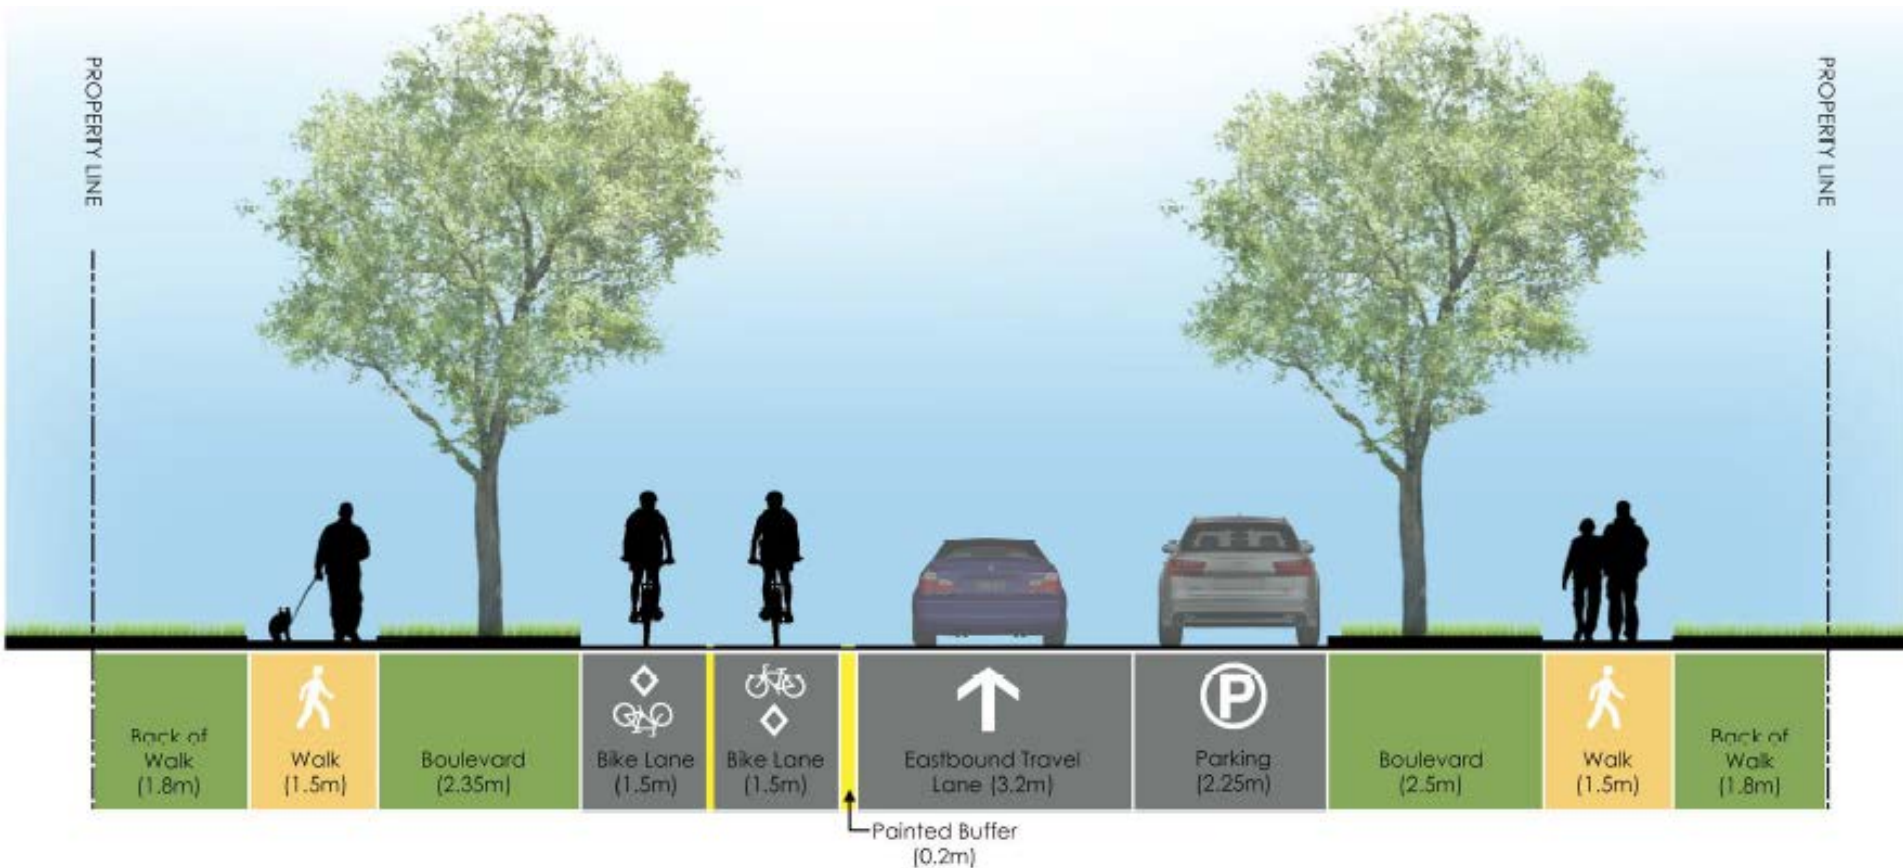 PROPERTY LINE
PROPERTY LINE
Back of
Walk
(1.8m)
Walk
(1.5m)
Boulevard
(2.35m)
Bike Lane
(1.5m)
Bike Lane
(1.5m)
Eastbound Travel
Lane (3.2m)
P
Parking
(2.25m)
Boulevard
(2.5m)
Walk
(1.5m)
Back of
Walk
(1.8m)
Painted Buffer
(0.2m)